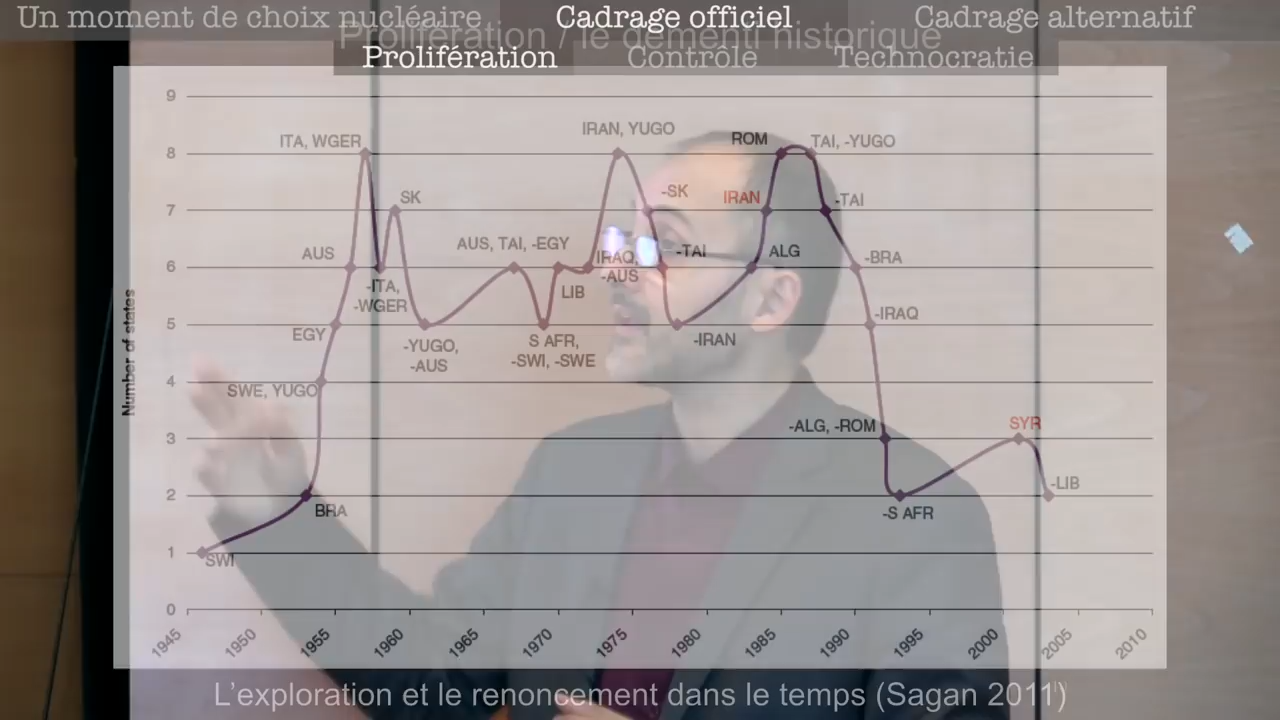 Un moment de choix nucléaire Cadrage officiel Cadrage alternatif
Prolifération / le démenti historique
Prolifération Contrôle Technocratie
9
ITA, WGER
IRAN, YUGO
ROM
TAI, -YUGO
8
SK
-SK
IRAN
-TAI
7
AUS
AUS, TAI, -EGY
IRAQ,
-AUS
-TAI
ALG
-BRA
6
-ITA,
-WGER
LIB
-IRAQ
EGY
5
-YUGO,
-AUS
S AFR,
-SWI, -SWE
-IRAN
SWE, YUGO
4
Number of states
-ALG, -ROM
SYR
3
-LIB
2
BRA
-S AFR
1
SWI
0
1945 1950 1955 1960 1965 1970 1975 1980 1985 1990 1995 2000 2005 2010
L’exploration et le renoncement dans le temps (Sagan 2011)